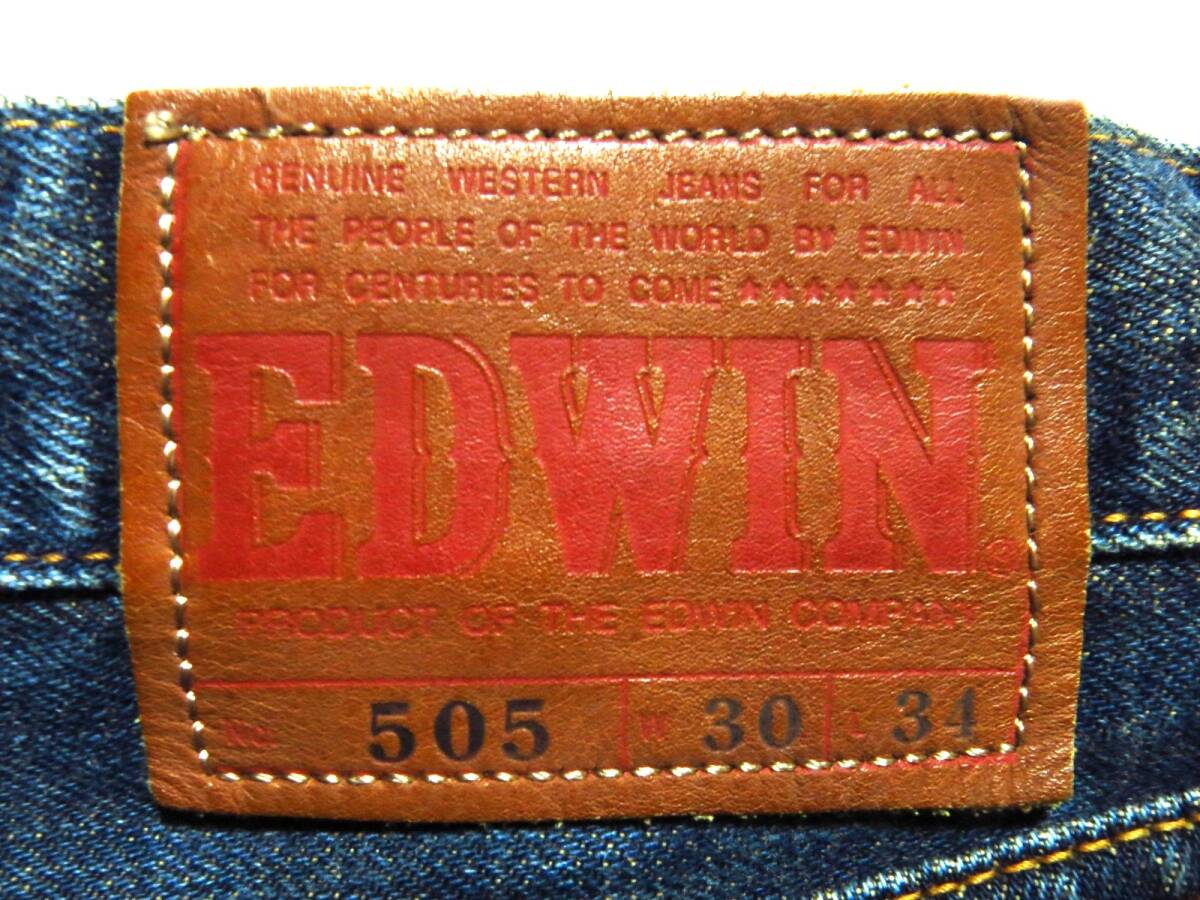 GENUINE WESTERN JEANS FOR ALL
THE PEOPLE OF THE WORLD BY EDWIN
FOR CENTURIES TO COME ★★★★★★★
EDWIN®
PRODUCT OF THE EDWIN COMPANY
No. 505 W 30 L 34